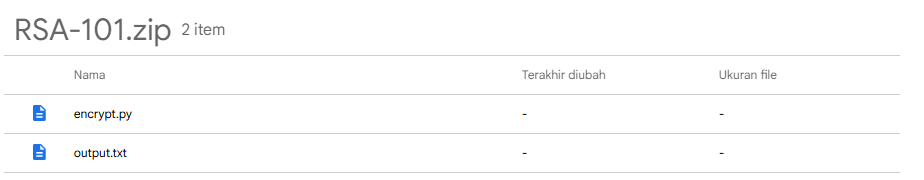 RSA-101.zip 2 item
Nama Terakhir diubah Ukuran file
encrypt.py - -
output.txt - -